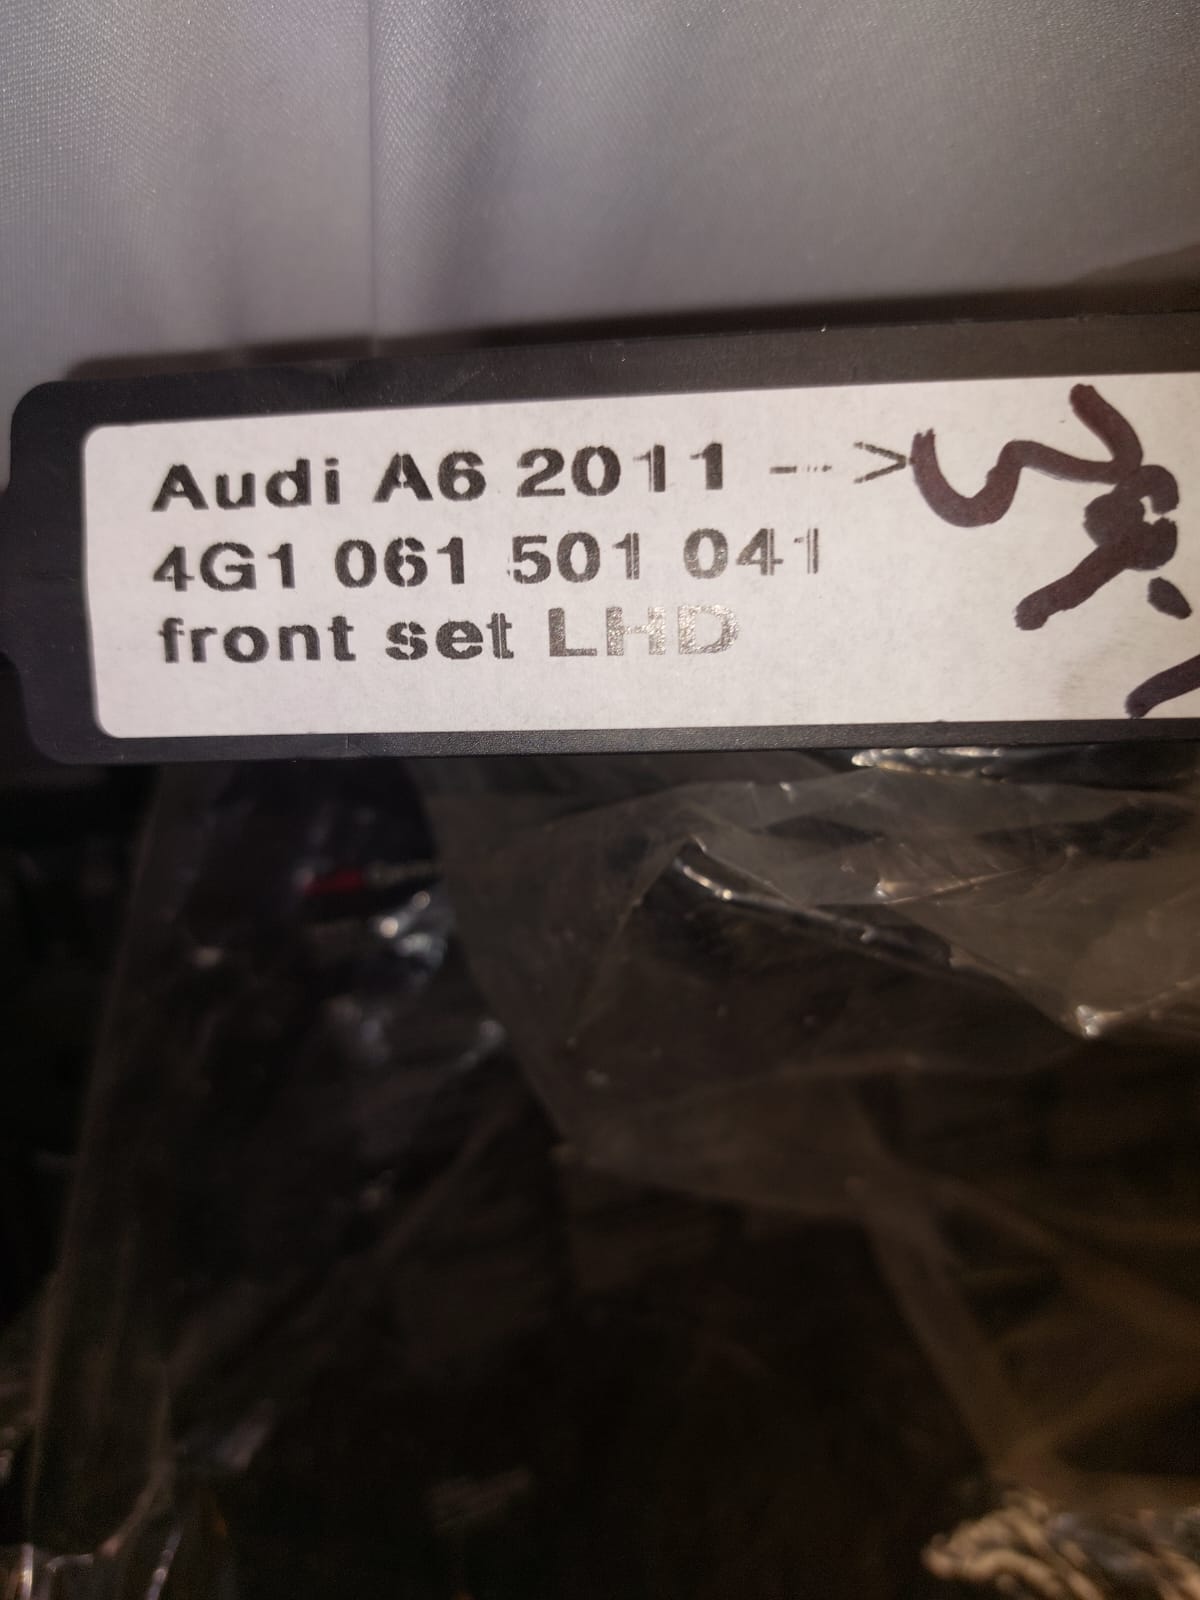 Audi A6 2011 --->
4G1 061 501 041
front set LHD